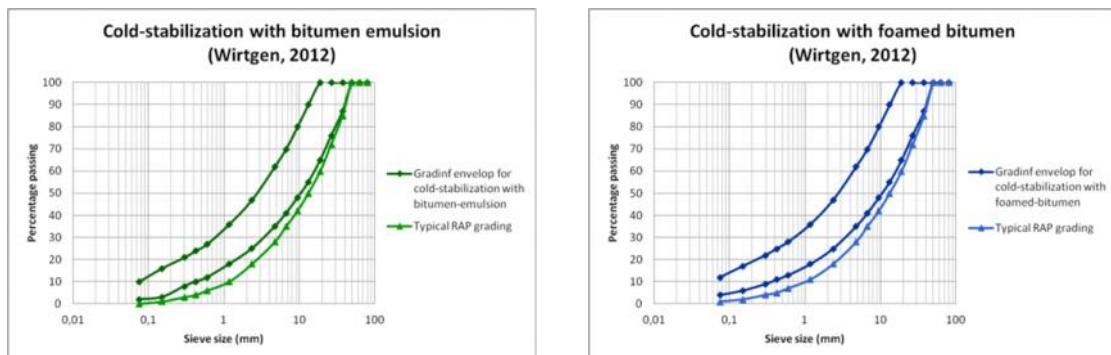 Cold-stabilization with bitumen emulsion
(Wirtgen, 2012)
100
90
80
70
60
50
40
30
20
10
0
Percentage passing
0,01
0,1
1
10
100
Sieve size (mm)
Gradinf envelop for
cold-stabilization with
bitumen-emulsion
Typical RAP grading
Cold-stabilization with foamed bitumen
(Wirtgen, 2012)
100
90
80
70
60
50
40
30
20
10
0
Percentage passing
0,01
0,1
1
10
100
Sieve size (mm)
Gradinf envelop for
cold-stabilization with
foamed-bitumen
Typical RAP grading